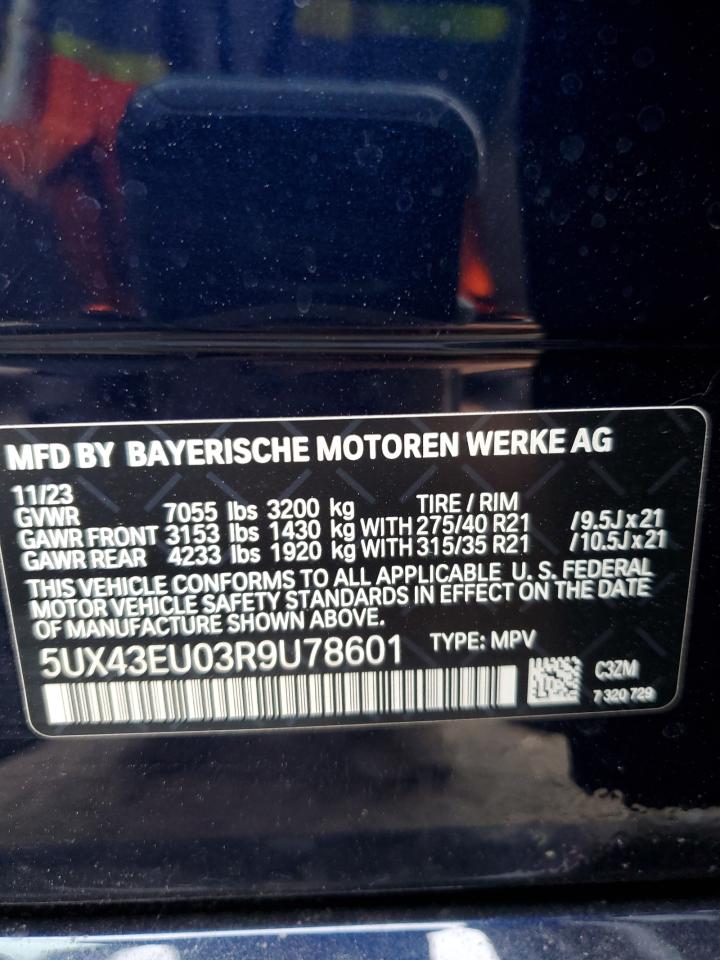 MFD BY BAYERISCHE MOTOREN WERKE AG
11/23 TIRE / RIM
GVWR 7055 lbs 3200 kg
GAWR FRONT 3153 lbs 1430 kg WITH 275/40 R21 /9.5J x 21
GAWR REAR 4233 lbs 1920 kg WITH 315/35 R21 /10.5J x 21
THIS VEHICLE CONFORMS TO ALL APPLICABLE U. S. FEDERAL
MOTOR VEHICLE SAFETY STANDARDS IN EFFECT ON THE DATE
OF MANUFACTURE SHOWN ABOVE.
5UX43EU03R9U78601 TYPE: MPV
C3ZM
7 320 729